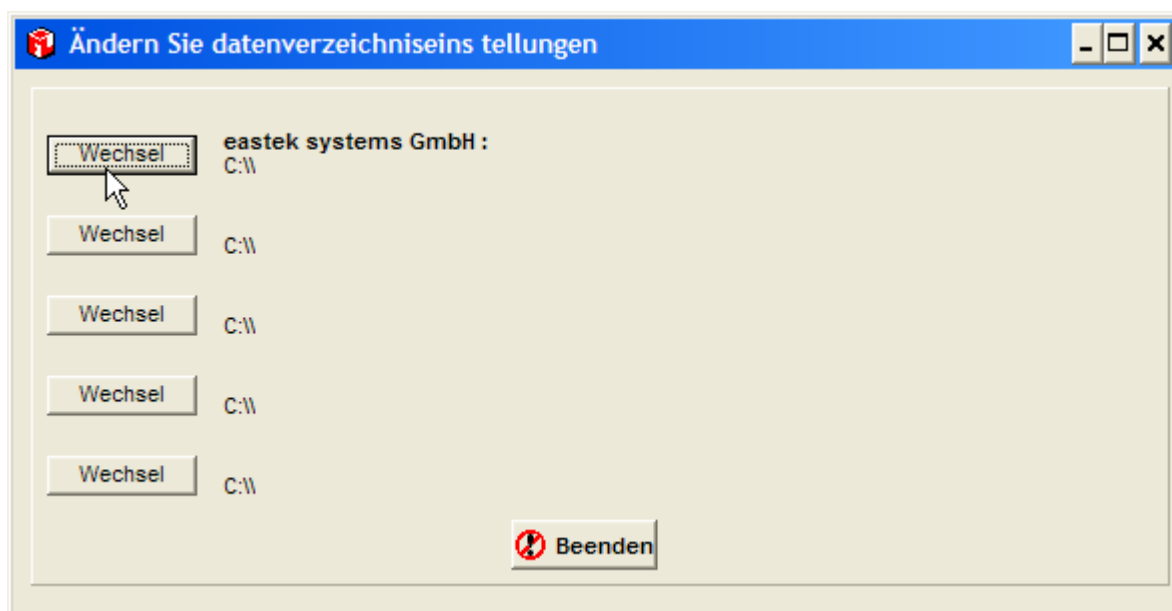 Ändern Sie datenverzeichniseins tellungen
Wechsel
eastek systems GmbH :
C:\\
Wechsel
C:\\
Wechsel
C:\\
Wechsel
C:\\
Wechsel
C:\\
Beenden